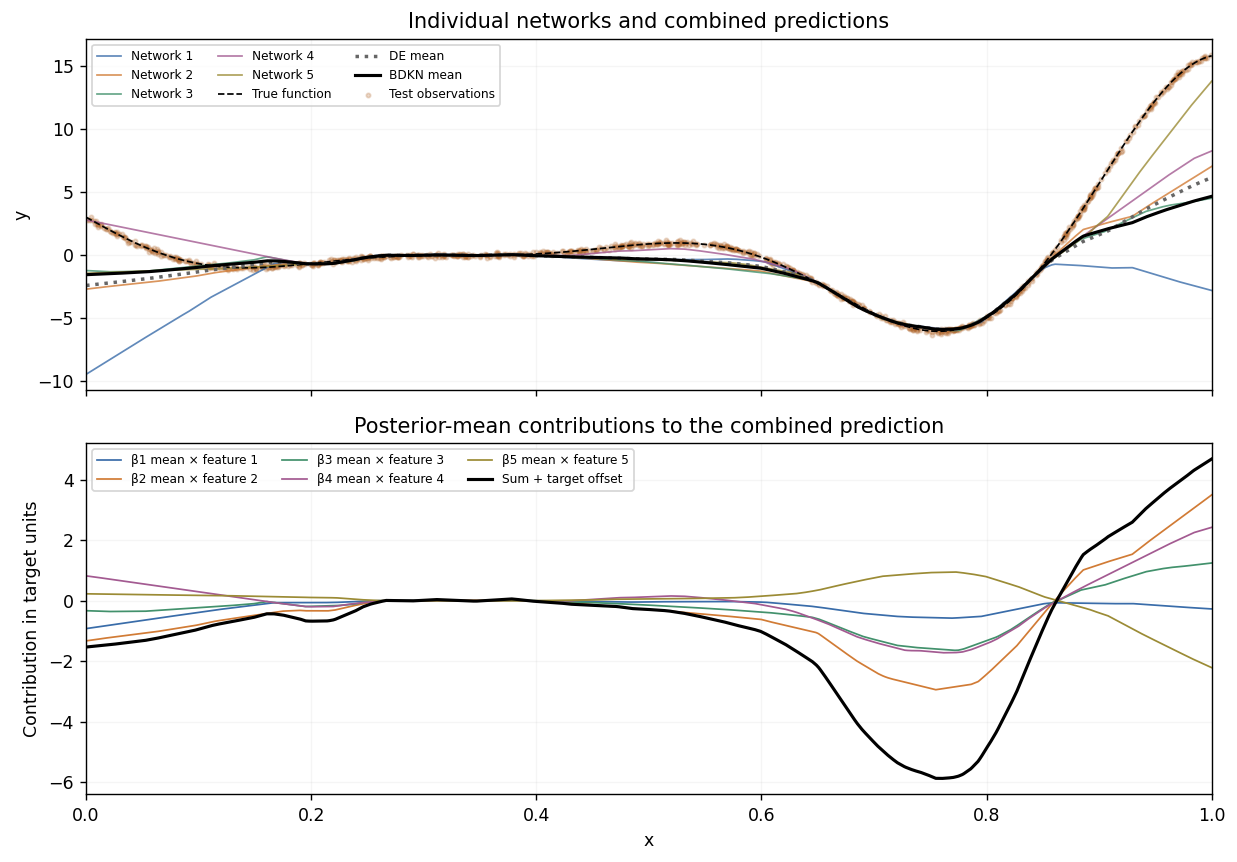 Individual networks and combined predictions
Network 1
Network 2
Network 3
Network 4
Network 5
True function
DE mean
BDKN mean
Test observations
15
10
5
0
−5
−10
y
Posterior-mean contributions to the combined prediction
β1 mean × feature 1
β2 mean × feature 2
β3 mean × feature 3
β4 mean × feature 4
β5 mean × feature 5
Sum + target offset
4
2
0
−2
−4
−6
Contribution in target units
0.0
0.2
0.4
0.6
0.8
1.0
x